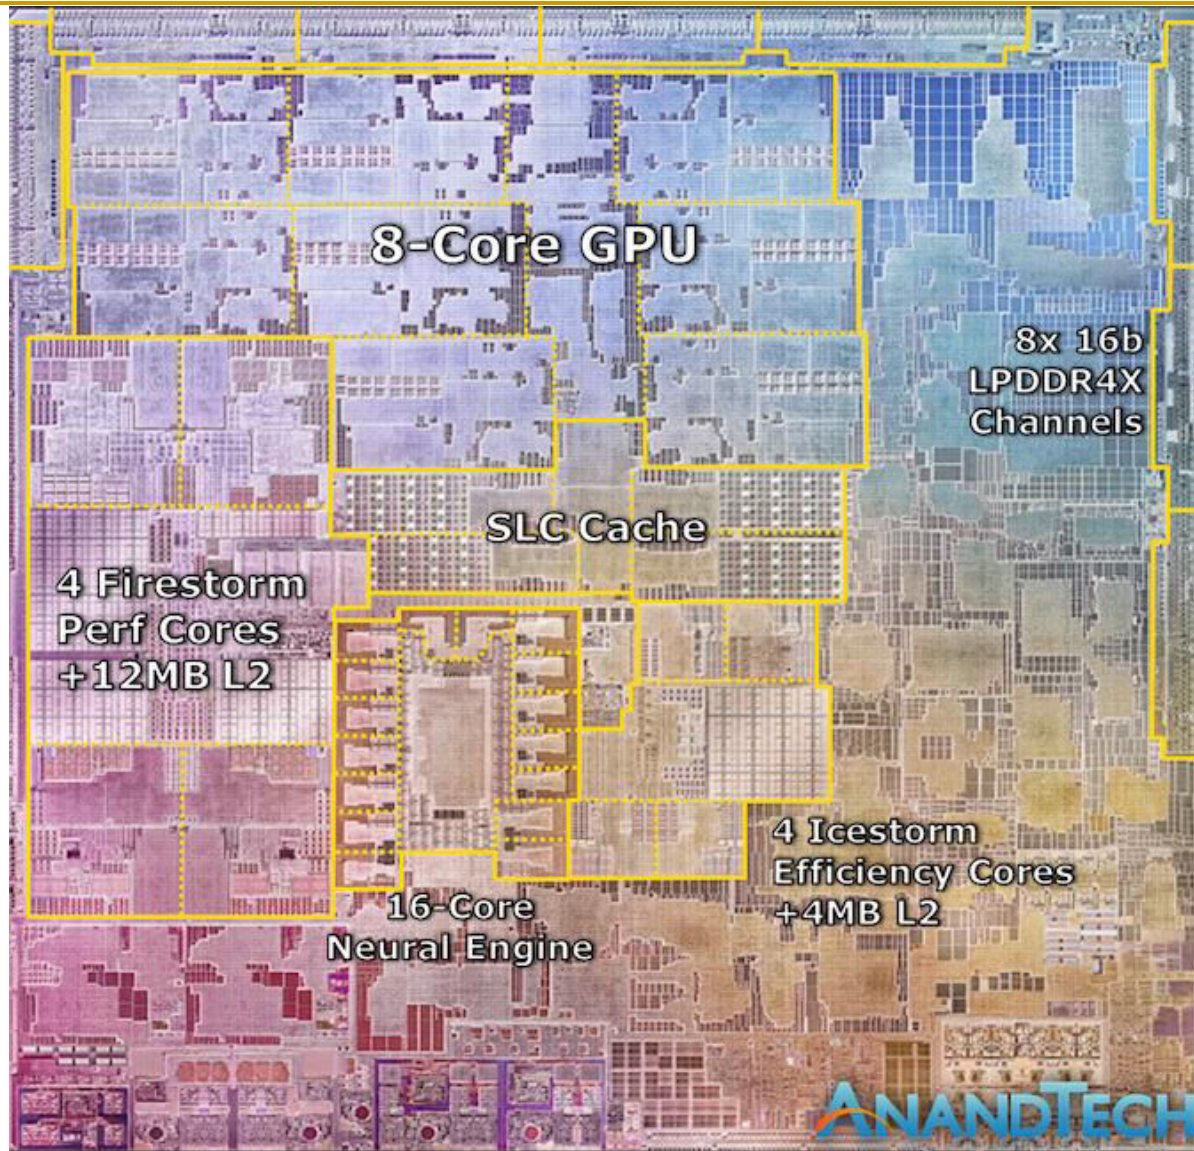 8-Core GPU
8x 16b
LPDDR4X
Channels
SLC Cache
4 Firestorm
Perf Cores
+12MB L2
4 Icestorm
Efficiency Cores
+4MB L2
16-Core
Neural Engine
ANANDTECH